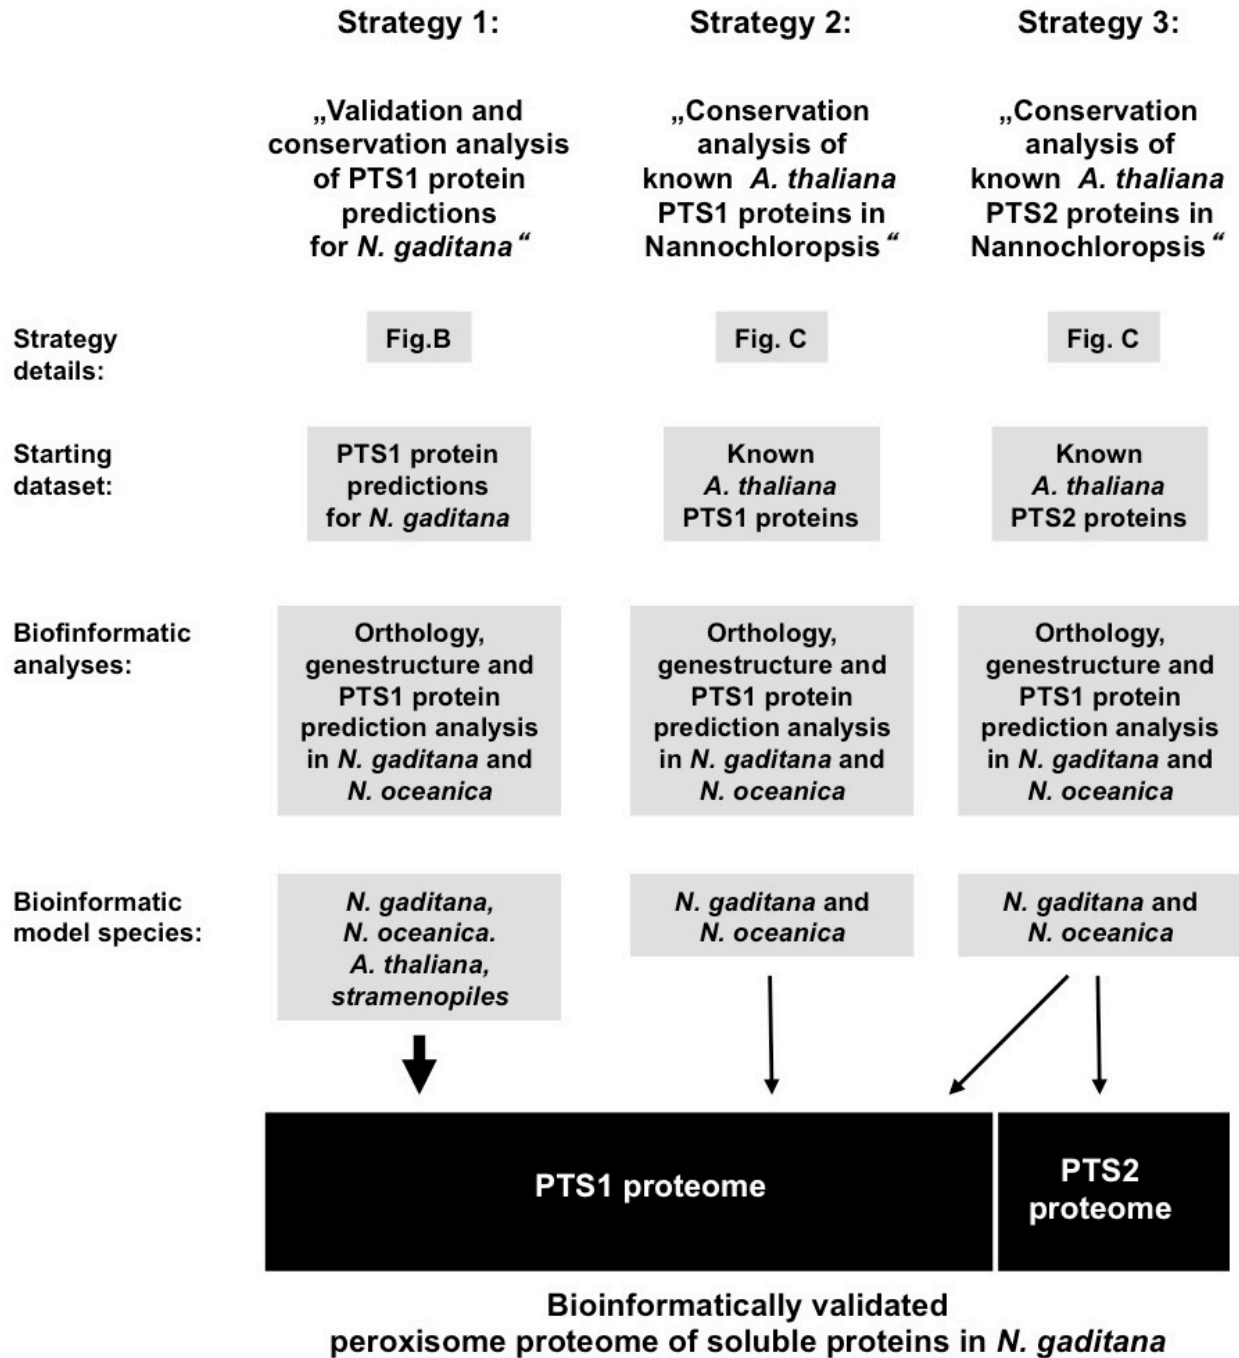 Strategy 1:
Strategy 2:
Strategy 3:
„Validation and
conservation analysis
of PTS1 protein
predictions
for N. gaditana“
„Conservation
analysis of
known A. thaliana
PTS1 proteins in
Nannochloropsis“
„Conservation
analysis of
known A. thaliana
PTS2 proteins in
Nannochloropsis“
Strategy
details:
Fig.B
Fig. C
Fig. C
Starting
dataset:
PTS1 protein
predictions
for N. gaditana
Known
A. thaliana
PTS1 proteins
Known
A. thaliana
PTS2 proteins
Biofinformatic
analyses:
Orthology,
genestructure and
PTS1 protein
prediction analysis
in N. gaditana and
N. oceanica
Orthology,
genestructure and
PTS1 protein
prediction analysis
in N. gaditana and
N. oceanica
Orthology,
genestructure and
PTS1 protein
prediction analysis
in N. gaditana and
N. oceanica
Bioinformatic
model species:
N. gaditana,
N. oceanica.
A. thaliana,
stramenopiles
N. gaditana and
N. oceanica
N. gaditana and
N. oceanica
PTS1 proteome
PTS2
proteome
Bioinformatically validated
peroxisome proteome of soluble proteins in N. gaditana